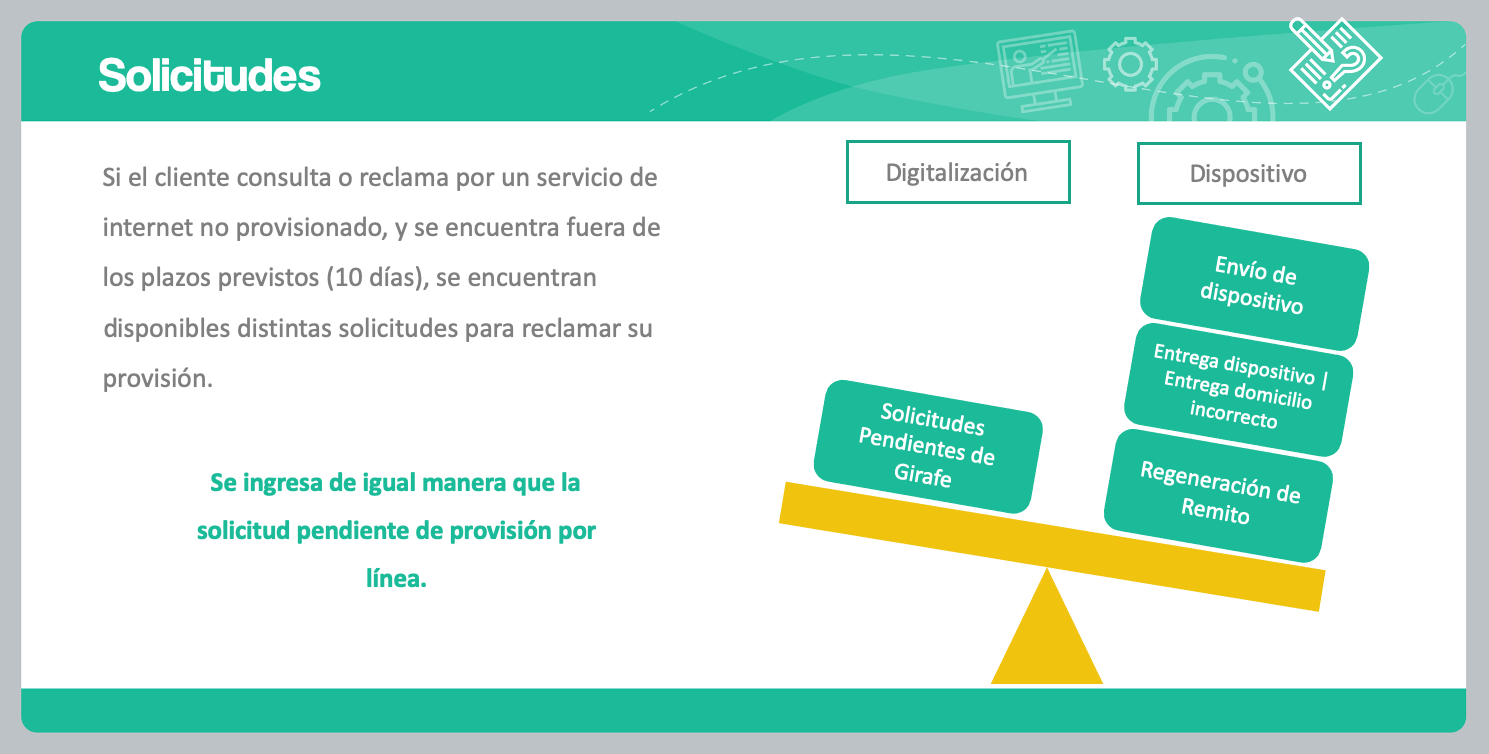 Solicitudes
Si el cliente consulta o reclama por un servicio de
internet no provisionado, y se encuentra fuera de
los plazos previstos (10 días), se encuentran
disponibles distintas solicitudes para reclamar su
provisión.
Se ingresa de igual manera que la
solicitud pendiente de provisión por
línea.
Digitalización
Solicitudes
Pendientes de
Girafe
Dispositivo
Envío de
dispositivo
Entrega dispositivo |
Entrega domicilio
incorrecto
Regeneración de
Remito